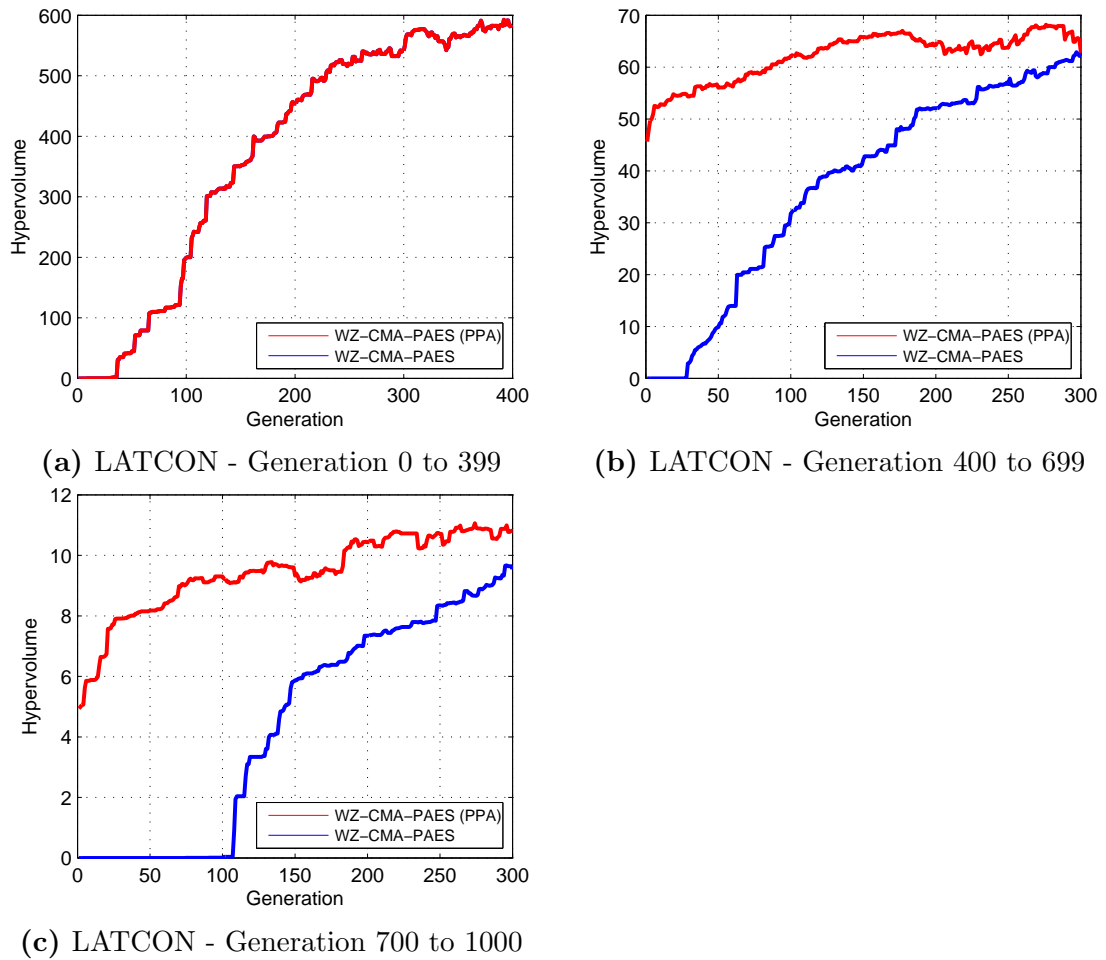 600
500
400
300
200
100
0
Hypervolume
WZ-CMA-PAES (PPA)
WZ-CMA-PAES
100 200 300 400
Generation
(a) LATCON - Generation 0 to 399
70
60
50
40
30
20
10
0
Hypervolume
WZ-CMA-PAES (PPA)
WZ-CMA-PAES
0 50 100 150 200 250 300
Generation
(b) LATCON - Generation 400 to 699
12
10
8
6
4
2
0
Hypervolume
WZ-CMA-PAES (PPA)
WZ-CMA-PAES
0 50 100 150 200 250 300
Generation
(c) LATCON - Generation 700 to 1000